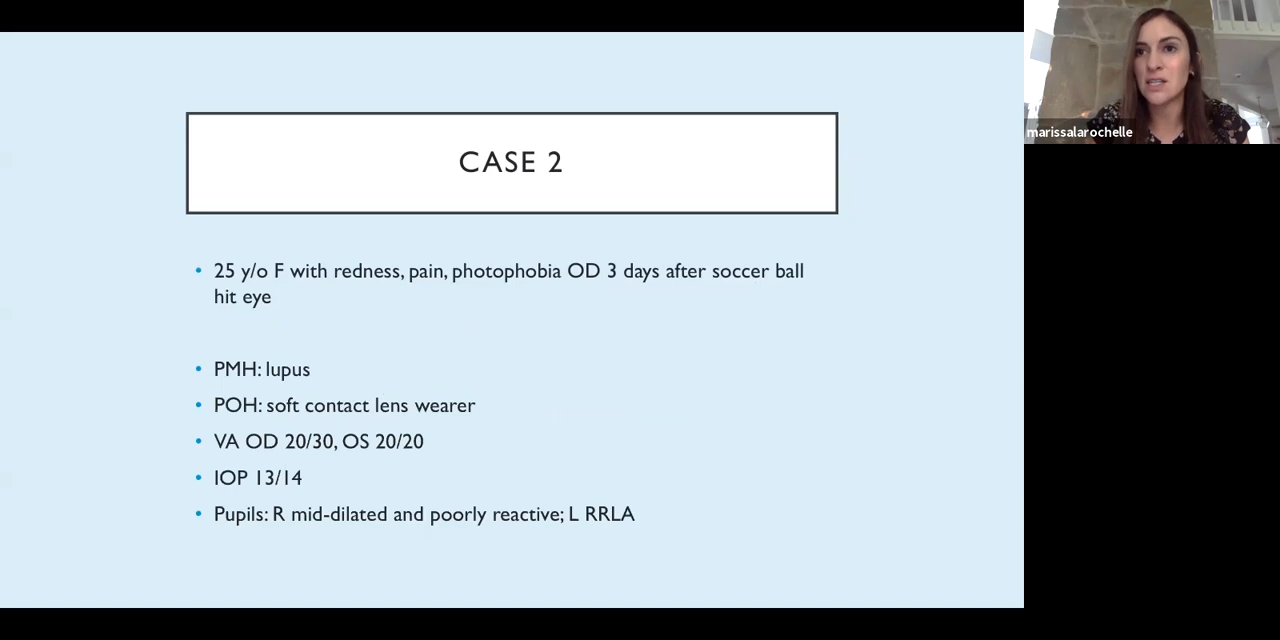 CASE 2
• 25 y/o F with redness, pain, photophobia OD 3 days after soccer ball
hit eye
• PMH: lupus
• POH: soft contact lens wearer
• VA OD 20/30, OS 20/20
• IOP 13/14
• Pupils: R mid-dilated and poorly reactive; L RRLA
marissalarochelle